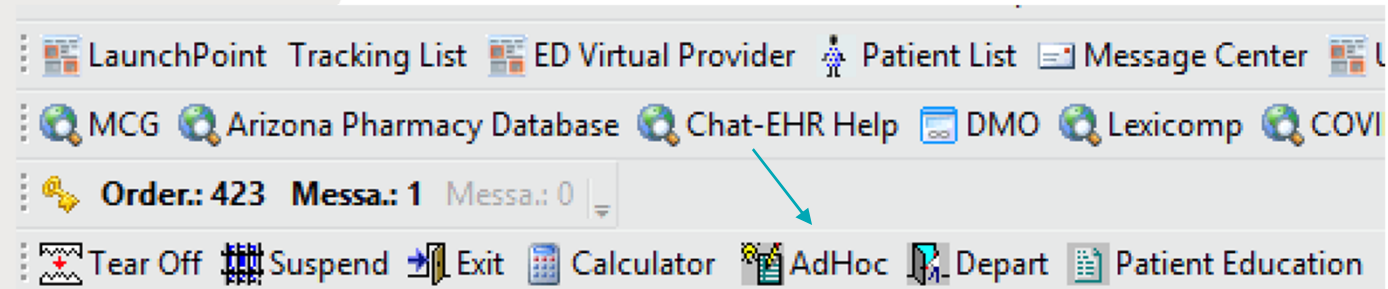 LaunchPoint Tracking List ED Virtual Provider Patient List Message Center
MCG Arizona Pharmacy Database Chat-EHR Help DMO Lexicomp COVI
Order.: 423 Messa.: 1 Messa.: 0
Tear Off Suspend Exit Calculator AdHoc Depart Patient Education